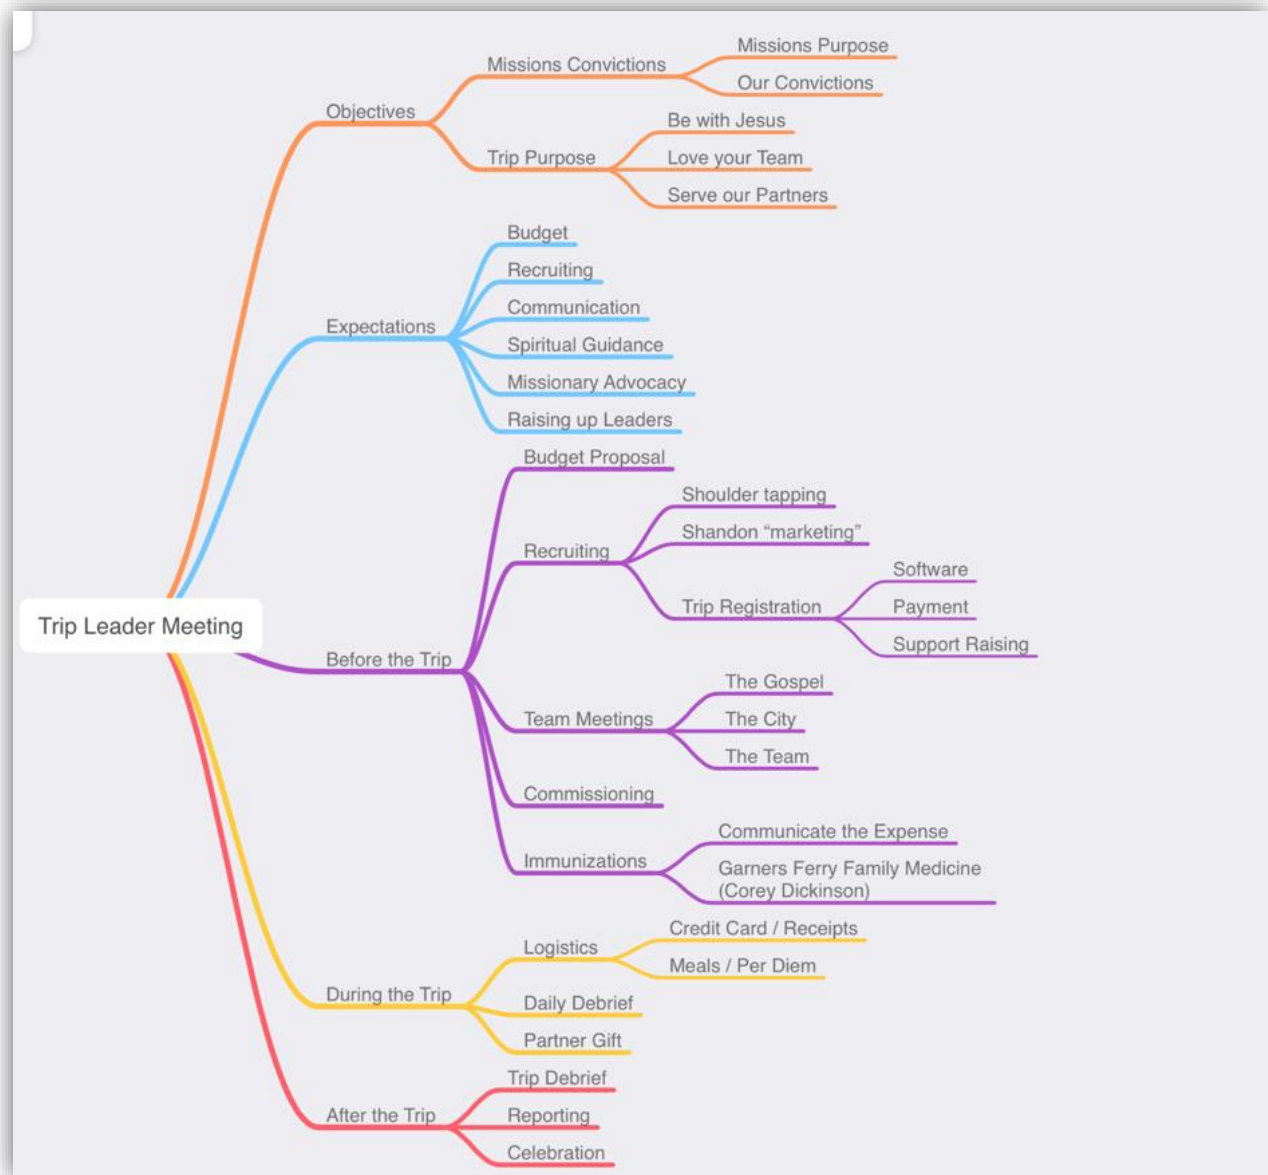 Trip Leader Meeting
Objectives
Missions Convictions
Missions Purpose
Our Convictions
Trip Purpose
Be with Jesus
Love your Team
Serve our Partners
Expectations
Budget
Recruiting
Communication
Spiritual Guidance
Missionary Advocacy
Raising up Leaders
Before the Trip
Budget Proposal
Recruiting
Shoulder tapping
Shandon “marketing”
Trip Registration
Software
Payment
Support Raising
Team Meetings
The Gospel
The City
The Team
Commissioning
Immunizations
Communicate the Expense
Garners Ferry Family Medicine
(Corey Dickinson)
During the Trip
Logistics
Credit Card / Receipts
Meals / Per Diem
Daily Debrief
Partner Gift
After the Trip
Trip Debrief
Reporting
Celebration